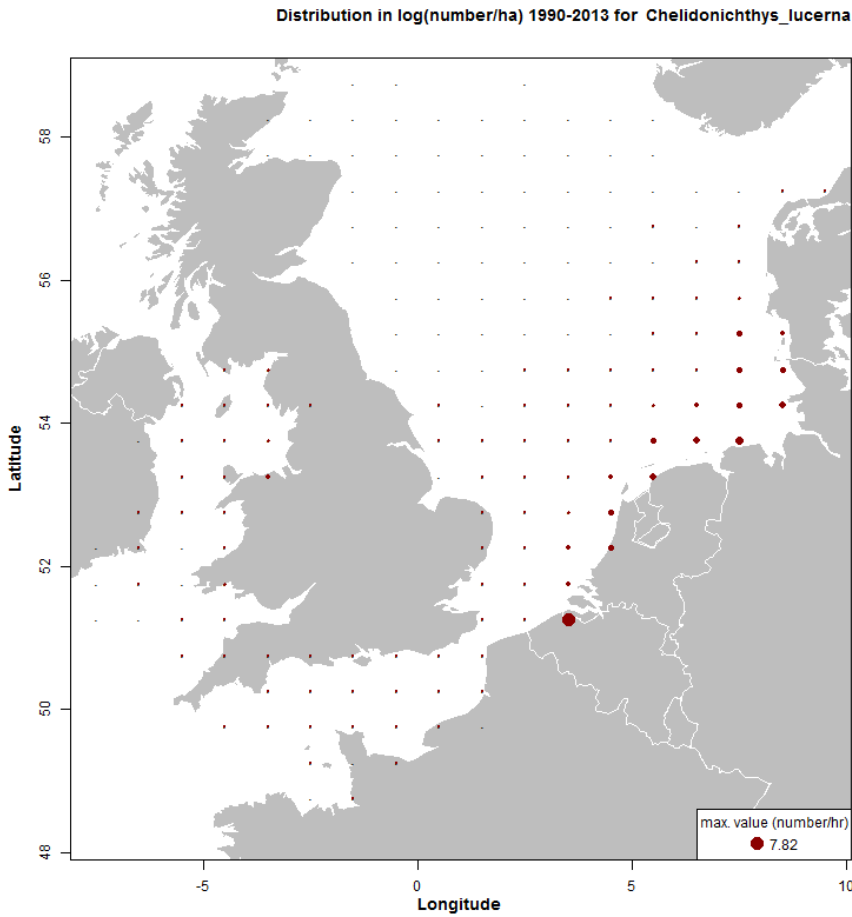 Distribution in log(number/ha) 1990-2013 for Chelidonichthys_lucerna
58
56
54
52
50
48
Latitude
max. value (number/hr)
7.82
-5
0
5
10
Longitude